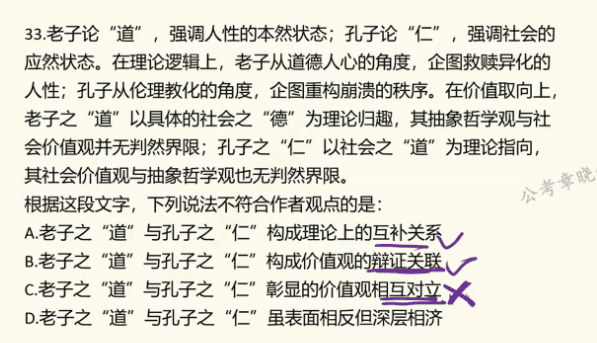 33.老子论“道”，强调人性的本然状态；孔子论“仁”，强调社会的
应然状态。在理论逻辑上，老子从道德人心的角度，企图救赎异化的
人性；孔子从伦理教化的角度，企图重构崩溃的秩序。在价值取向上，
老子之“道”以具体的社会之“德”为理论归趣，其抽象哲学观与社
会价值观并无判然界限；孔子之“仁”以社会之“道”为理论指向，
其社会价值观与抽象哲学观也无判然界限。
根据这段文字，下列说法不符合作者观点的是：
A.老子之“道”与孔子之“仁”构成理论上的互补关系
B.老子之“道”与孔子之“仁”构成价值观的辩证关联
C.老子之“道”与孔子之“仁”彰显的价值观相互对立
D.老子之“道”与孔子之“仁”虽表面相反但深层相济
公考章晓